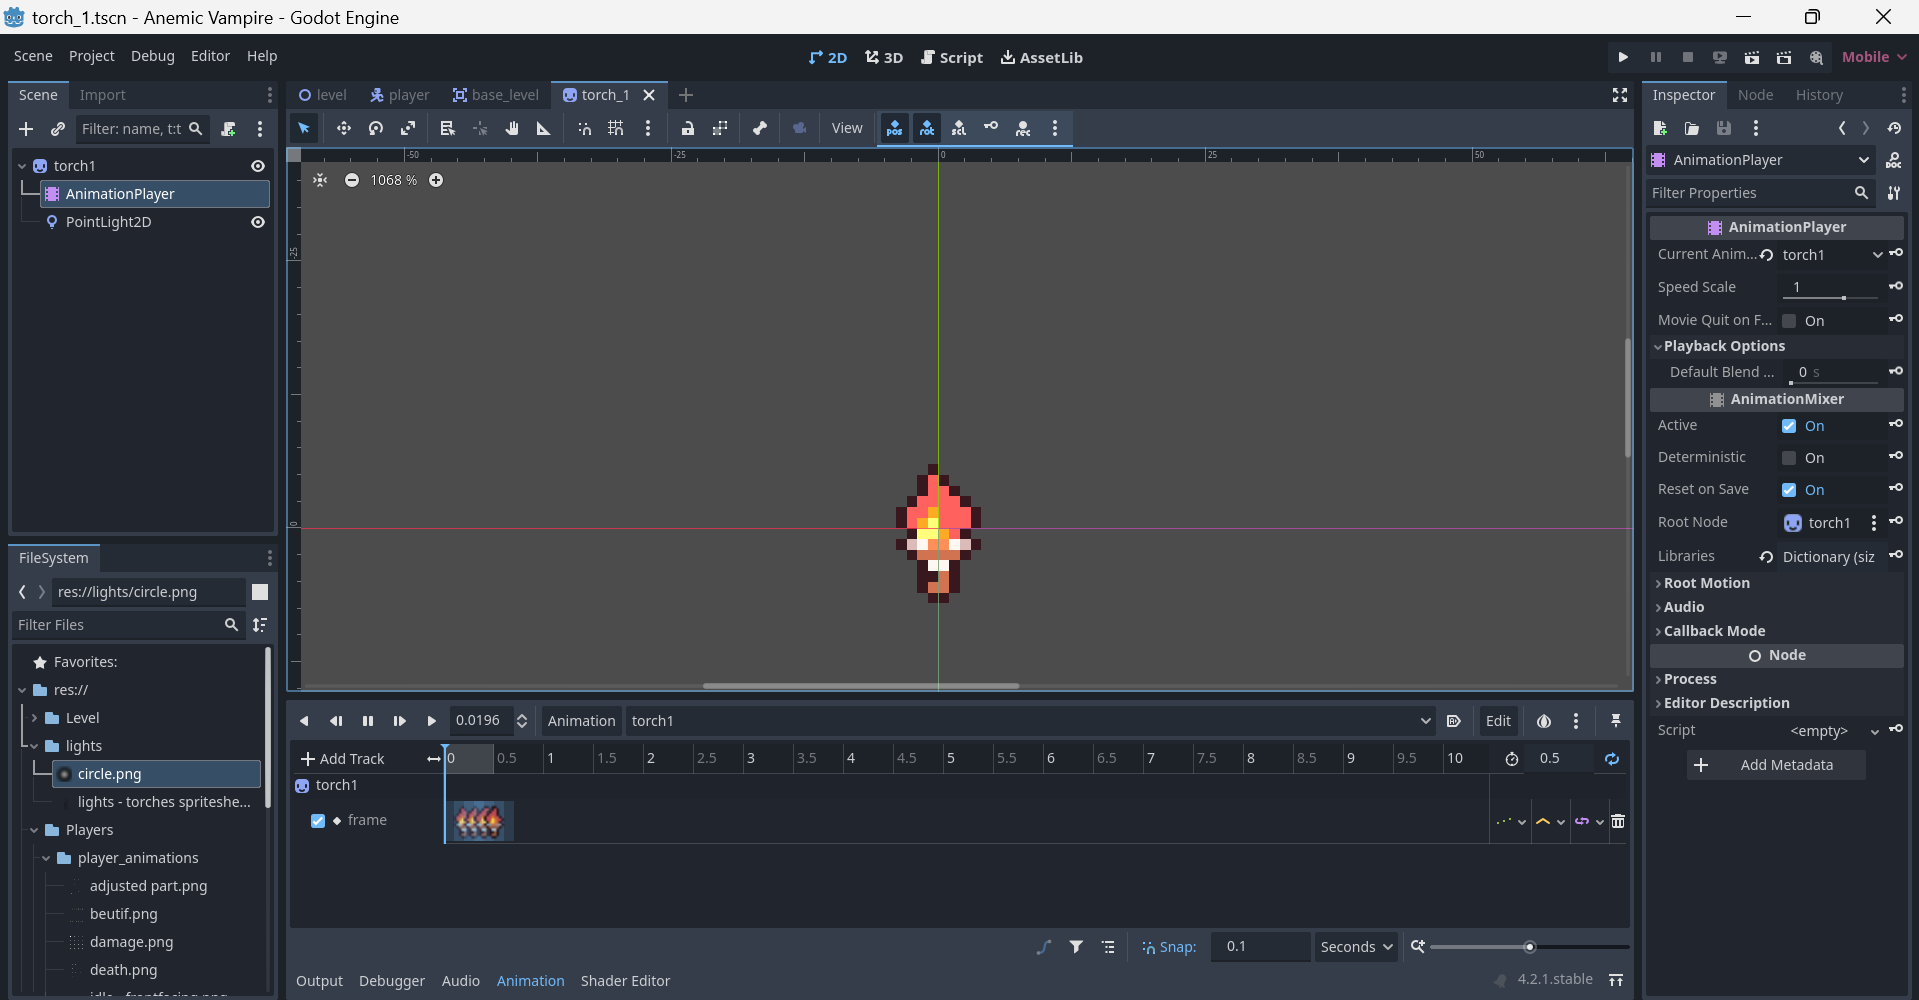 torch_1.tscn - Anemic Vampire - Godot Engine
Scene Project Debug Editor Help
2D 3D Script AssetLib
Mobile
Scene Import
Filter: name, t:t
torch1
AnimationPlayer
PointLight2D
FileSystem
res://lights/circle.png
Filter Files
Favorites:
res://
Level
lights
circle.png
lights - torches spriteshe...
Players
player_animations
adjusted part.png
beutif.png
damage.png
death.png
level player base_level torch_1
View
pos rot scl rec
-50 -25 0 25 50
1068 %
-25
0
0.0196 Animation torch1 Edit
Add Track 0 0.5 1 1.5 2 2.5 3 3.5 4 4.5 5 5.5 6 6.5 7 7.5 8 8.5 9 9.5 10 0.5
torch1
frame
Snap: 0.1 Seconds
Output Debugger Audio Animation Shader Editor 4.2.1.stable
Inspector Node History
AnimationPlayer
Filter Properties
AnimationPlayer
Current Anim... torch1
Speed Scale 1
Movie Quit on F... On
Playback Options
Default Blend ... 0 s
AnimationMixer
Active On
Deterministic On
Reset on Save On
Root Node torch1
Libraries Dictionary (siz
Root Motion
Audio
Callback Mode
Node
Process
Editor Description
Script <empty>
Add Metadata